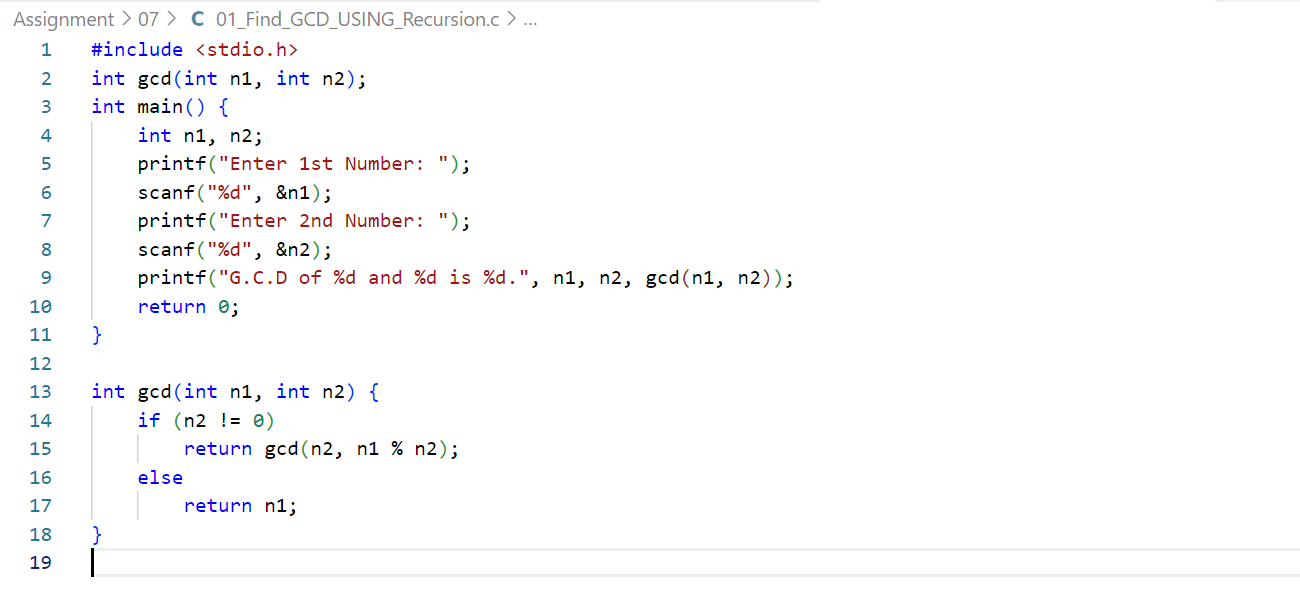 Assignment > 07 > C 01_Find_GCD_USING_Recursion.c > ...
1 #include <stdio.h>
2 int gcd(int n1, int n2);
3 int main() {
4     int n1, n2;
5     printf("Enter 1st Number: ");
6     scanf("%d", &n1);
7     printf("Enter 2nd Number: ");
8     scanf("%d", &n2);
9     printf("G.C.D of %d and %d is %d.", n1, n2, gcd(n1, n2));
10     return 0;
11 }
12
13 int gcd(int n1, int n2) {
14     if (n2 != 0)
15         return gcd(n2, n1 % n2);
16     else
17         return n1;
18 }
19